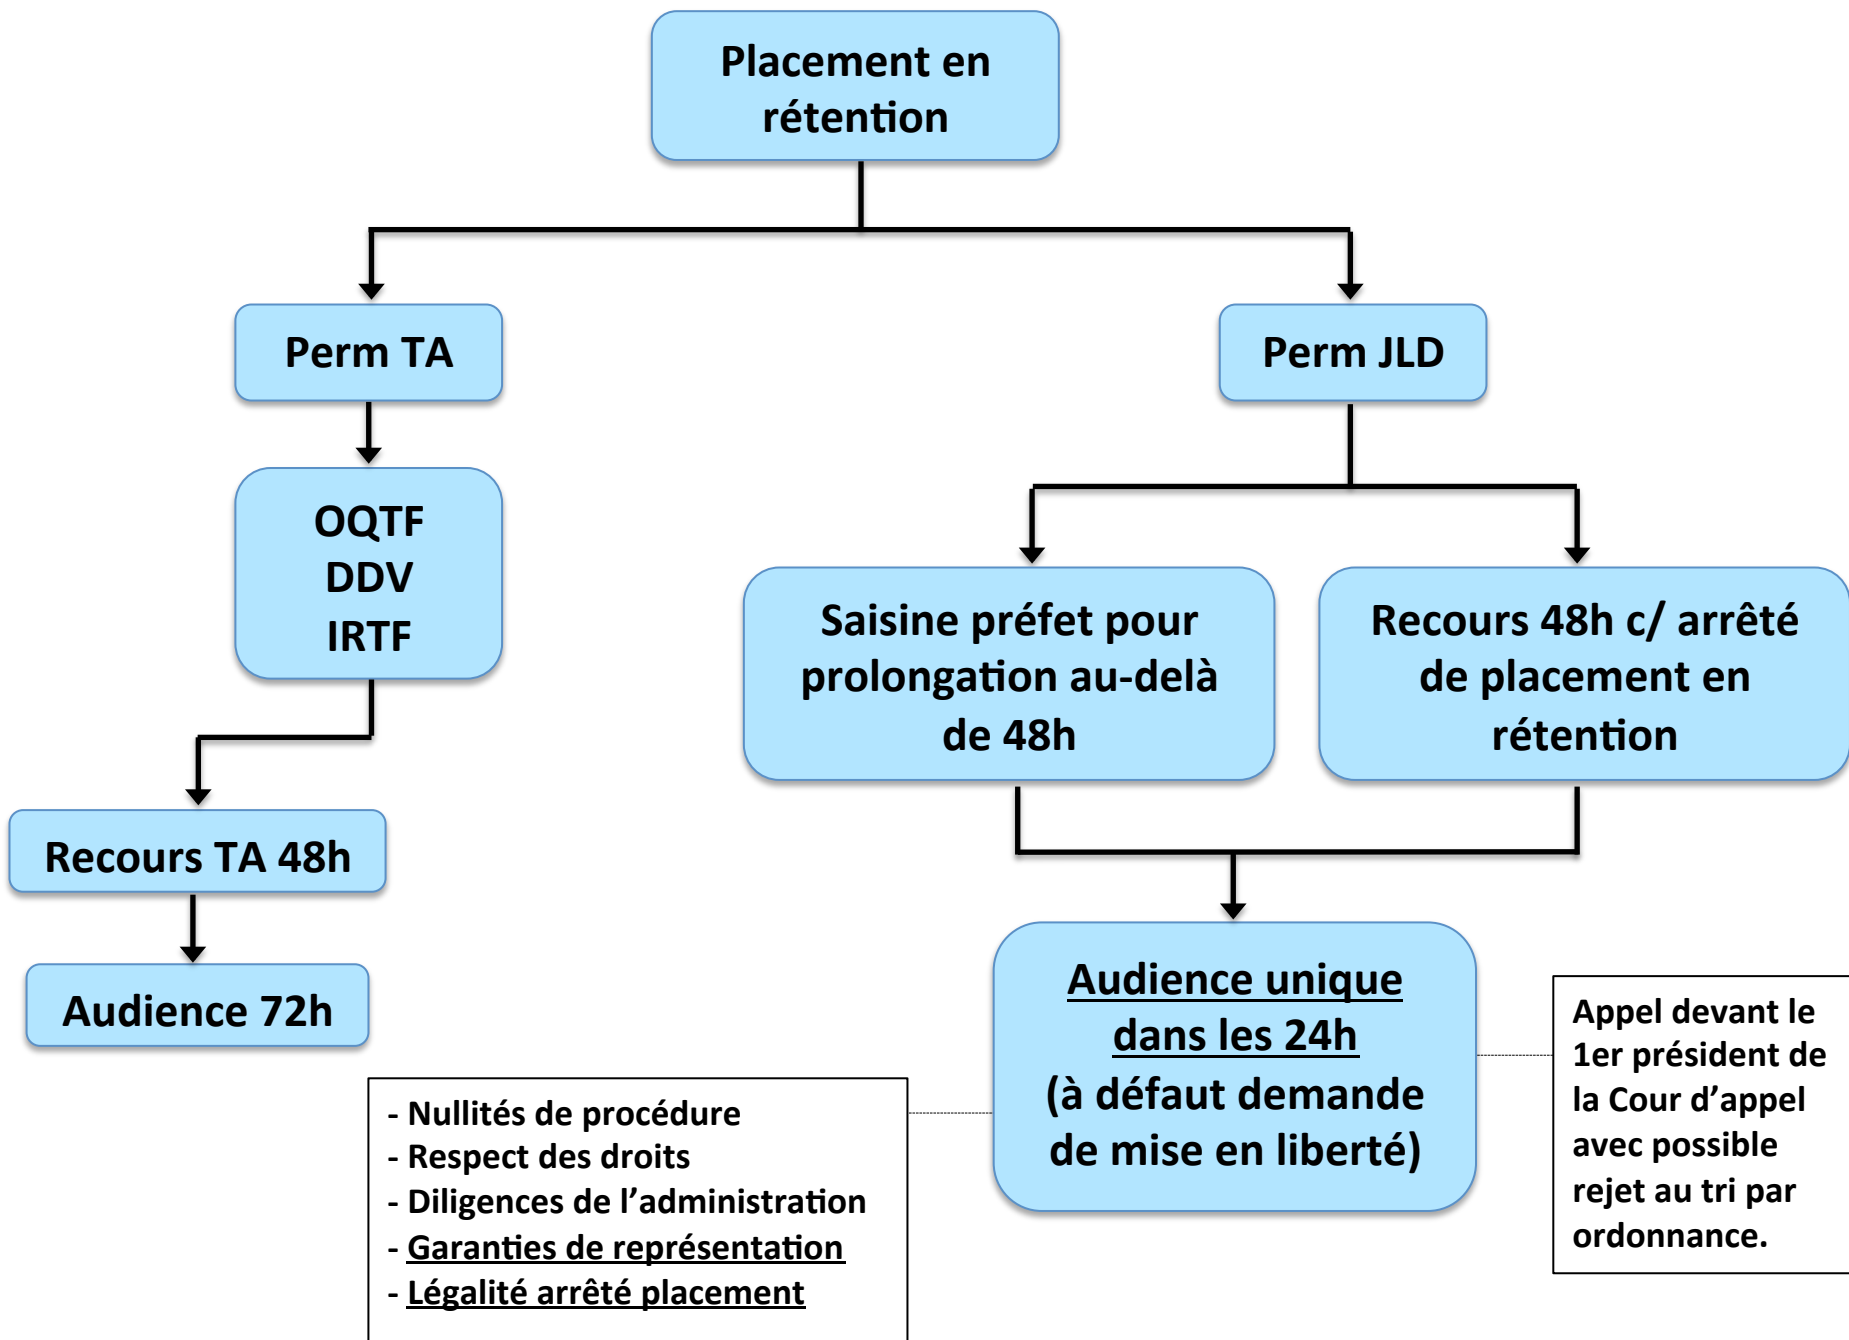 Placement en
rétention
Perm TA
Perm JLD
OQTF
DDV
IRTF
Saisine préfet pour
prolongation au-delà
de 48h
Recours 48h c/ arrêté
de placement en
rétention
Recours TA 48h
Audience 72h
Audience unique
dans les 24h
(à défaut demande
de mise en liberté)
Appel devant le
1er président de
la Cour d’appel
avec possible
rejet au tri par
ordonnance.
- Nullités de procédure
- Respect des droits
- Diligences de l’administration
- Garanties de représentation
- Légalité arrêté placement